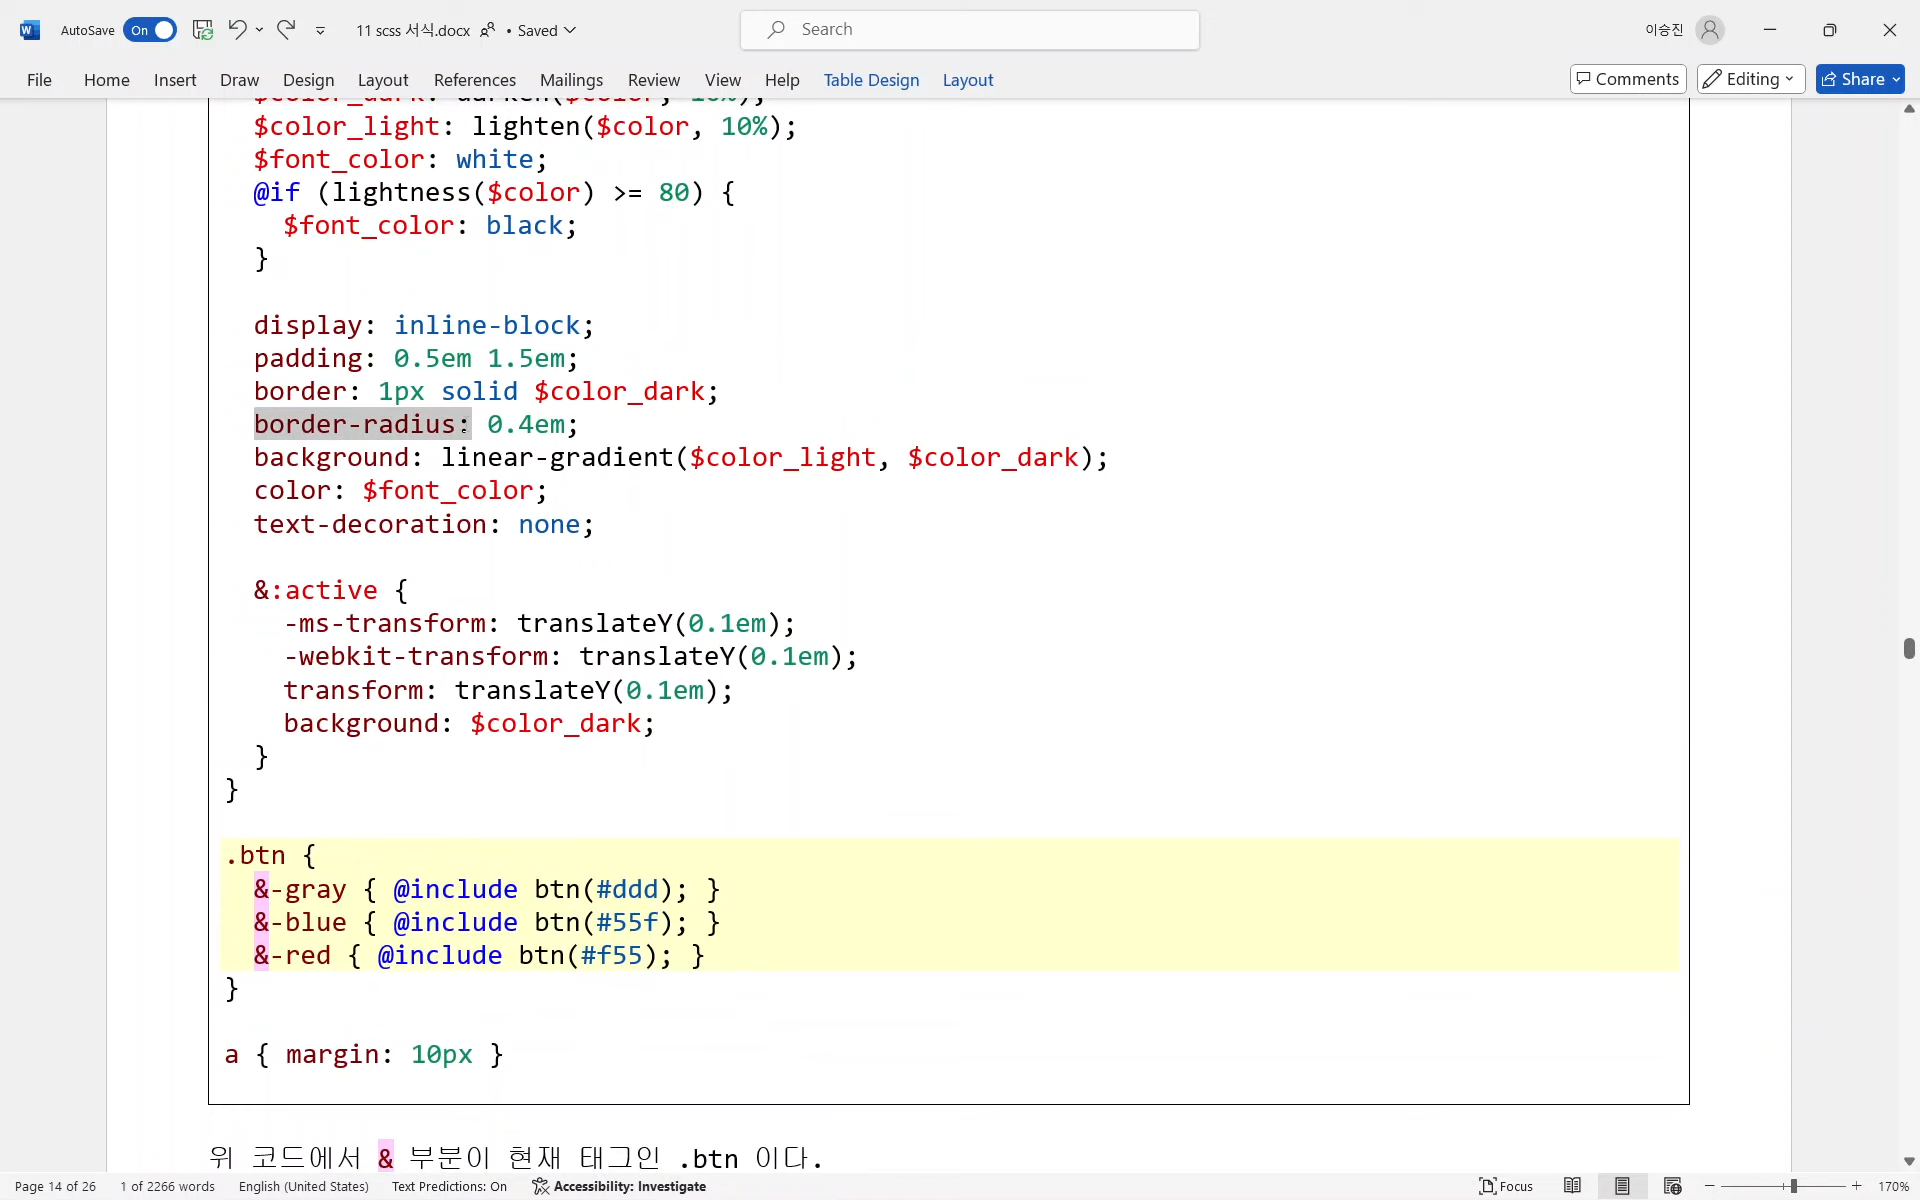 AutoSave On 11 scss 서식.docx • Saved Search 이승진
File Home Insert Draw Design Layout References Mailings Review View Help Table Design Layout Comments Editing Share
$color_dark: darken($color, 10%);
$color_light: lighten($color, 10%);
$font_color: white;
@if (lightness($color) >= 80) {
$font_color: black;
}
display: inline-block;
padding: 0.5em 1.5em;
border: 1px solid $color_dark;
border-radius: 0.4em;
background: linear-gradient($color_light, $color_dark);
color: $font_color;
text-decoration: none;
&:active {
-ms-transform: translateY(0.1em);
-webkit-transform: translateY(0.1em);
transform: translateY(0.1em);
background: $color_dark;
}
}
.btn {
&-gray { @include btn(#ddd); }
&-blue { @include btn(#55f); }
&-red { @include btn(#f55); }
}
a { margin: 10px }
위 코드에서 & 부분이 현재 태그인 .btn 이다.
Page 14 of 26 1 of 2266 words English (United States) Text Predictions: On Accessibility: Investigate Focus 170%